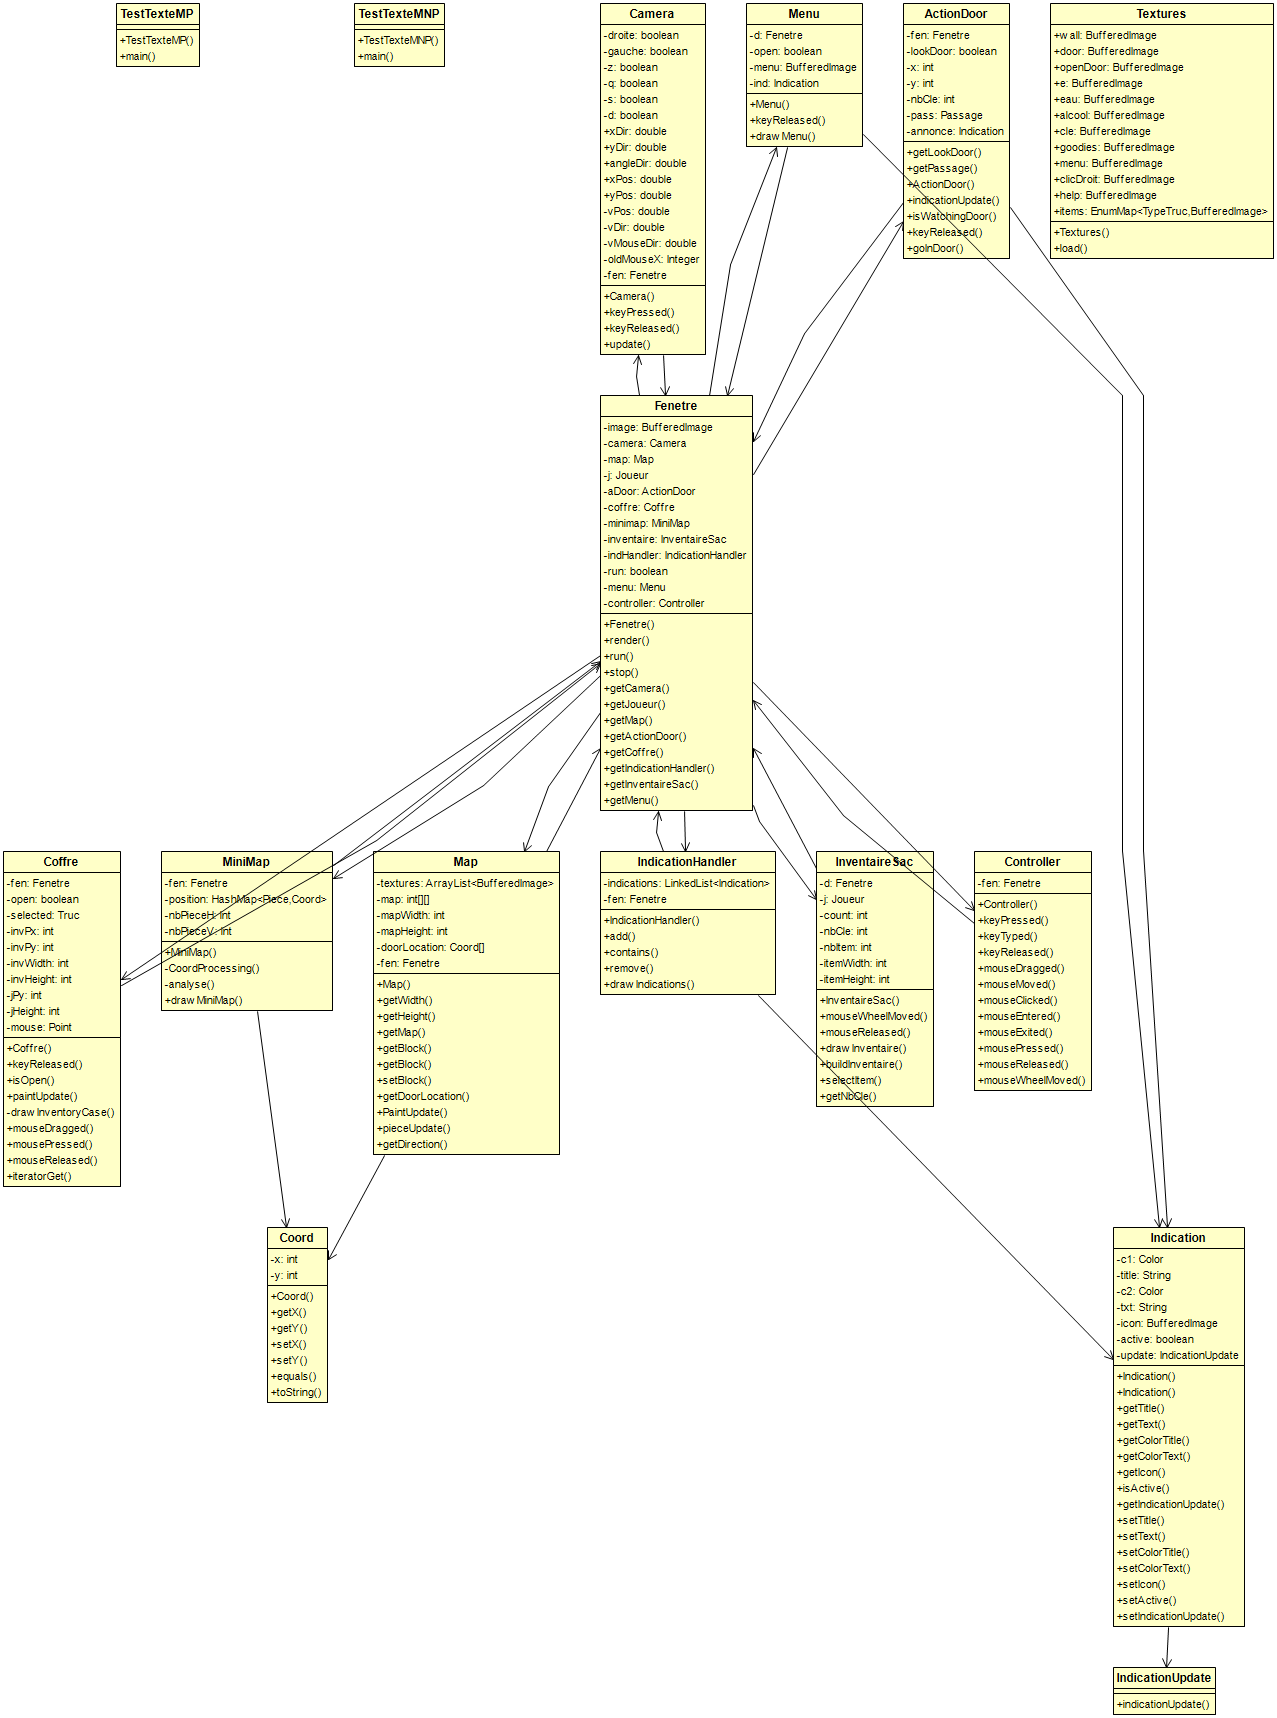 TestTexteMP
+TestTexteMP()
+main()
TestTexteMNP
+TestTexteMNP()
+main()
Camera
-droite: boolean
-gauche: boolean
-z: boolean
-q: boolean
-s: boolean
-d: boolean
+xDir: double
+yDir: double
+angleDir: double
+xPos: double
+yPos: double
-vPos: double
-vDir: double
-vMouseDir: double
-oldMouseX: Integer
-fen: Fenetre
+Camera()
+keyPressed()
+keyReleased()
+update()
Menu
-d: Fenetre
-open: boolean
-menu: BufferedImage
-ind: Indication
+Menu()
+keyReleased()
+drawMenu()
ActionDoor
-fen: Fenetre
-lookDoor: boolean
-x: int
-y: int
-nbCle: int
-pass: Passage
-annonce: Indication
+getLookDoor()
+getPassage()
+ActionDoor()
+indicationUpdate()
+isWatchingDoor()
+keyReleased()
+goInDoor()
Textures
+wall: BufferedImage
+door: BufferedImage
+openDoor: BufferedImage
+e: BufferedImage
+eau: BufferedImage
+alcool: BufferedImage
+cle: BufferedImage
+goodies: BufferedImage
+menu: BufferedImage
+clicDroit: BufferedImage
+help: BufferedImage
+items: EnumMap<TypeTruc,BufferedImage>
+Textures()
+load()
Fenetre
-image: BufferedImage
-camera: Camera
-map: Map
-j: Joueur
-aDoor: ActionDoor
-coffre: Coffre
-minimap: MiniMap
-inventaire: InventaireSac
-indHandler: IndicationHandler
-run: boolean
-menu: Menu
-controller: Controller
+Fenetre()
+render()
+run()
+stop()
+getCamera()
+getJoueur()
+getMap()
+getActionDoor()
+getCoffre()
+getIndicationHandler()
+getInventaireSac()
+getMenu()
Coffre
-fen: Fenetre
-open: boolean
-selected: Truc
-invPx: int
-invPy: int
-invWidth: int
-invHeight: int
-jPy: int
-jHeight: int
-mouse: Point
+Coffre()
+keyReleased()
+isOpen()
+paintUpdate()
-drawInventoryCase()
+mouseDragged()
+mousePressed()
+mouseReleased()
+iteratorGet()
MiniMap
-fen: Fenetre
-position: HashMap<Piece,Coord>
-nbPieceH: int
-nbPieceV: int
+MiniMap()
-CoordProcessing()
-analyse()
+drawMiniMap()
Map
-textures: ArrayList<BufferedImage>
-map: int[][]
-mapWidth: int
-mapHeight: int
-doorLocation: Coord[]
-fen: Fenetre
+Map()
+getWidth()
+getHeight()
+getMap()
+getBlock()
+getBlock()
+setBlock()
+getDoorLocation()
+PaintUpdate()
+pieceUpdate()
+getDirection()
IndicationHandler
-indications: LinkedList<Indication>
-fen: Fenetre
+IndicationHandler()
+add()
+contains()
+remove()
+drawIndications()
InventaireSac
-d: Fenetre
-j: Joueur
-count: int
-nbCle: int
-nbItem: int
-itemWidth: int
-itemHeight: int
+InventaireSac()
+mouseWheelMoved()
+mouseReleased()
+drawInventaire()
+buildInventaire()
+selectItem()
+getNbCle()
Controller
-fen: Fenetre
+Controller()
+keyPressed()
+keyTyped()
+keyReleased()
+mouseDragged()
+mouseMoved()
+mouseClicked()
+mouseEntered()
+mouseExited()
+mousePressed()
+mouseReleased()
+mouseWheelMoved()
Coord
-x: int
-y: int
+Coord()
+getX()
+getY()
+setX()
+setY()
+equals()
+toString()
Indication
-c1: Color
-title: String
-c2: Color
-txt: String
-icon: BufferedImage
-active: boolean
-update: IndicationUpdate
+Indication()
+Indication()
+getTitle()
+getText()
+getColorTitle()
+getColorText()
+getIcon()
+isActive()
+getIndicationUpdate()
+setTitle()
+setText()
+setColorTitle()
+setColorText()
+setIcon()
+setActive()
+setIndicationUpdate()
IndicationUpdate
+indicationUpdate()